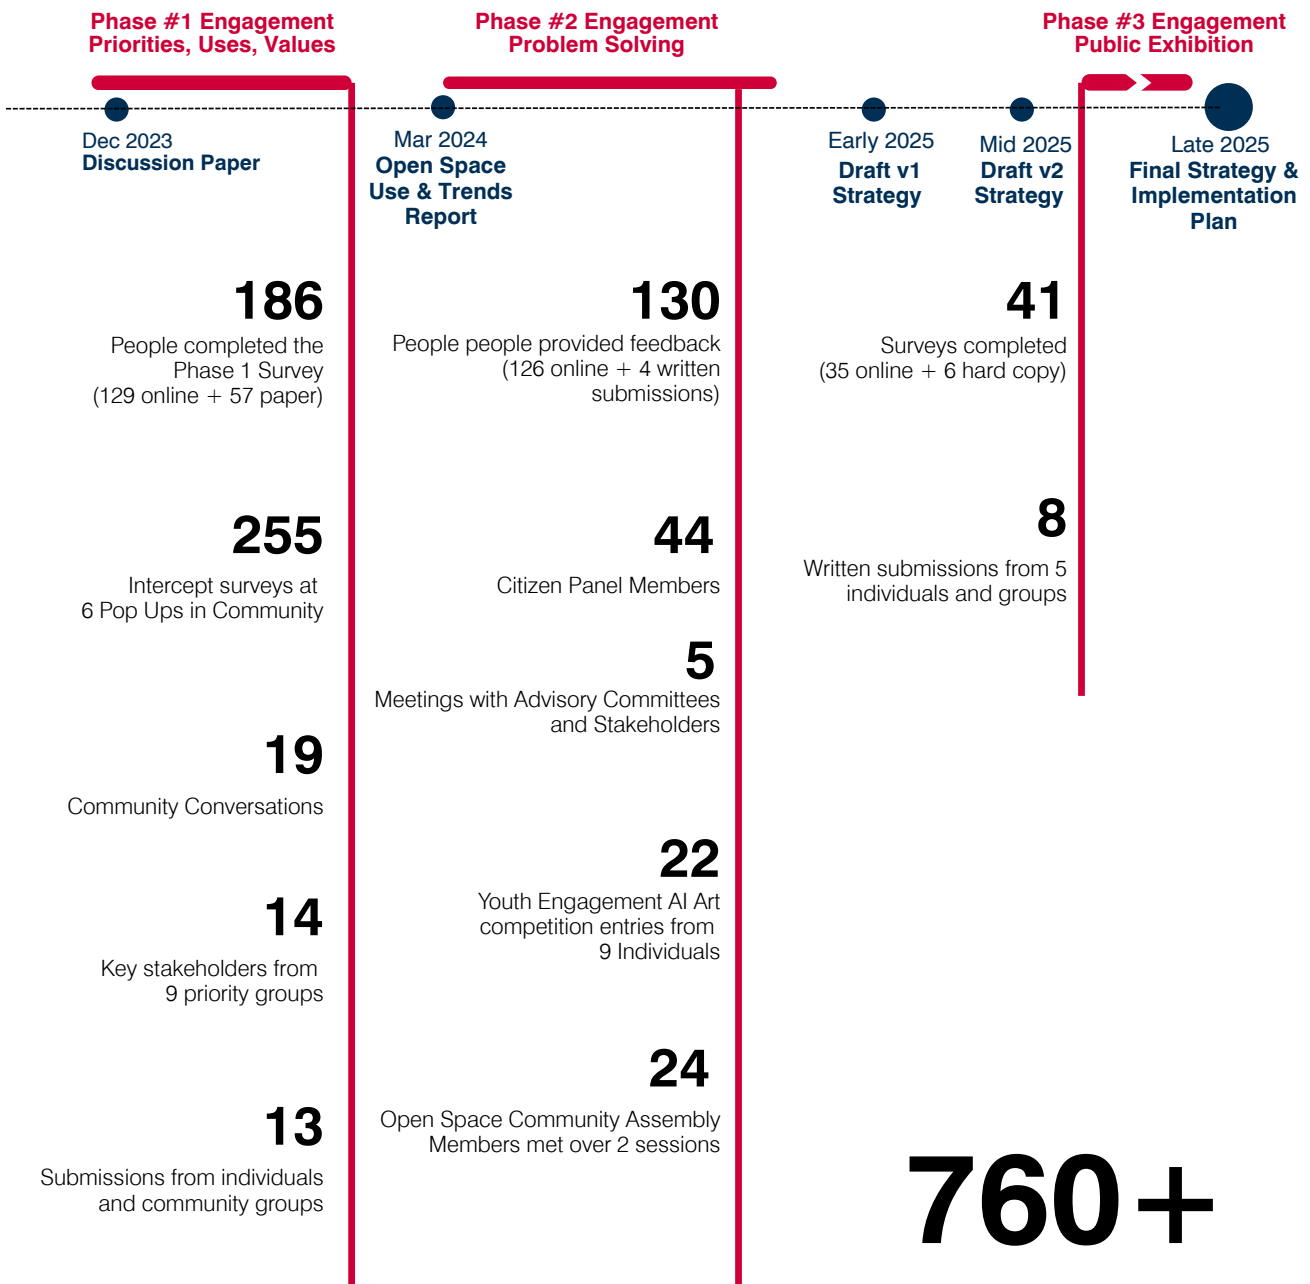 Phase #1 Engagement
Priorities, Uses, Values
Phase #2 Engagement
Problem Solving
Phase #3 Engagement
Public Exhibition
Dec 2023
Discussion Paper
Mar 2024
Open Space
Use & Trends
Report
Early 2025
Draft v1
Strategy
Mid 2025
Draft v2
Strategy
Late 2025
Final Strategy &
Implementation
Plan
186
People completed the
Phase 1 Survey
(129 online + 57 paper)
255
Intercept surveys at
6 Pop Ups in Community
19
Community Conversations
14
Key stakeholders from
9 priority groups
13
Submissions from individuals
and community groups
130
People people provided feedback
(126 online + 4 written
submissions)
44
Citizen Panel Members
5
Meetings with Advisory Committees
and Stakeholders
22
Youth Engagement AI Art
competition entries from
9 Individuals
24
Open Space Community Assembly
Members met over 2 sessions
41
Surveys completed
(35 online + 6 hard copy)
8
Written submissions from 5
individuals and groups
760+